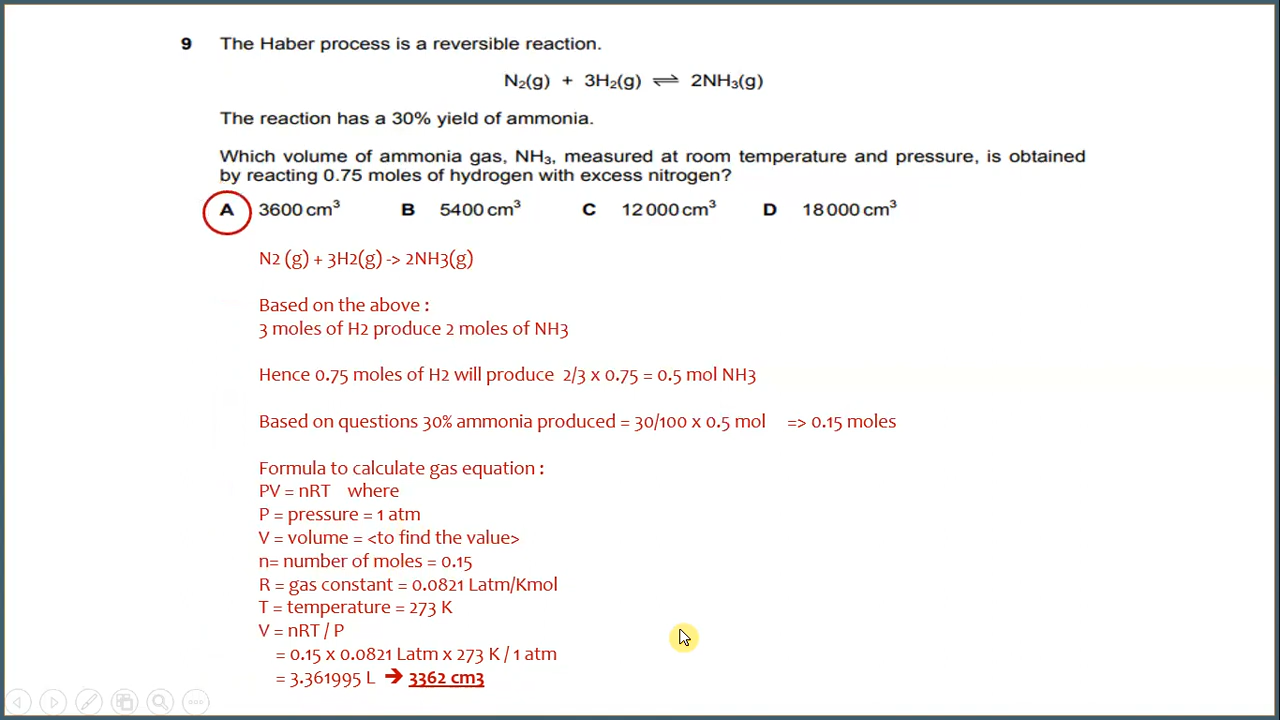 9 The Haber process is a reversible reaction.
N₂(g) + 3H₂(g) ⇌ 2NH₃(g)
The reaction has a 30% yield of ammonia.
Which volume of ammonia gas, NH₃, measured at room temperature and pressure, is obtained
by reacting 0.75 moles of hydrogen with excess nitrogen?
A 3600 cm³ B 5400 cm³ C 12 000 cm³ D 18 000 cm³
N2 (g) + 3H2(g) -> 2NH3(g)
Based on the above :
3 moles of H2 produce 2 moles of NH3
Hence 0.75 moles of H2 will produce 2/3 x 0.75 = 0.5 mol NH3
Based on questions 30% ammonia produced = 30/100 x 0.5 mol => 0.15 moles
Formula to calculate gas equation :
PV = nRT where
P = pressure = 1 atm
V = volume = <to find the value>
n= number of moles = 0.15
R = gas constant = 0.0821 Latm/Kmol
T = temperature = 273 K
V = nRT / P
= 0.15 x 0.0821 Latm x 273 K / 1 atm
= 3.361995 L → 3362 cm3